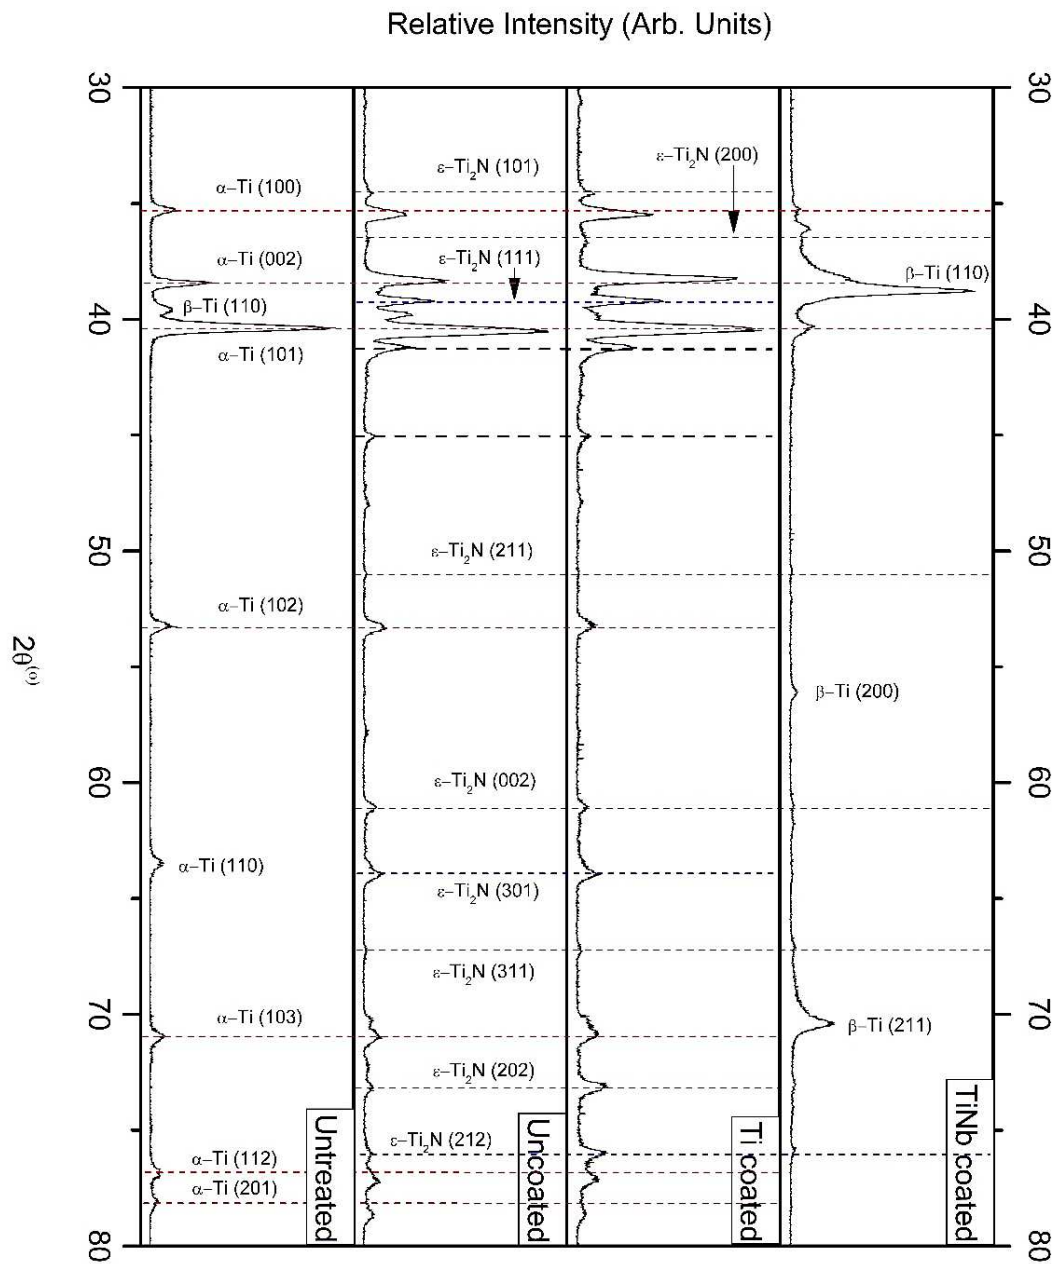 Relative Intensity (Arb. Units)
30
30
ε–Ti₂N (200)
ε–Ti₂N (101)
α–Ti (100)
ε–Ti₂N (111)
α–Ti (002)
β–Ti (110)
β–Ti (110)
40
40
α–Ti (101)
50
50
ε–Ti₂N (211)
α–Ti (102)
2θ(o)
β–Ti (200)
60
60
ε–Ti₂N (002)
α–Ti (110)
ε–Ti₂N (301)
ε–Ti₂N (311)
70
70
α–Ti (103)
β–Ti (211)
ε–Ti₂N (202)
ε–Ti₂N (212)
α–Ti (112)
α–Ti (201)
Untreated
Uncoated
Ti coated
TiNb coated
80
80